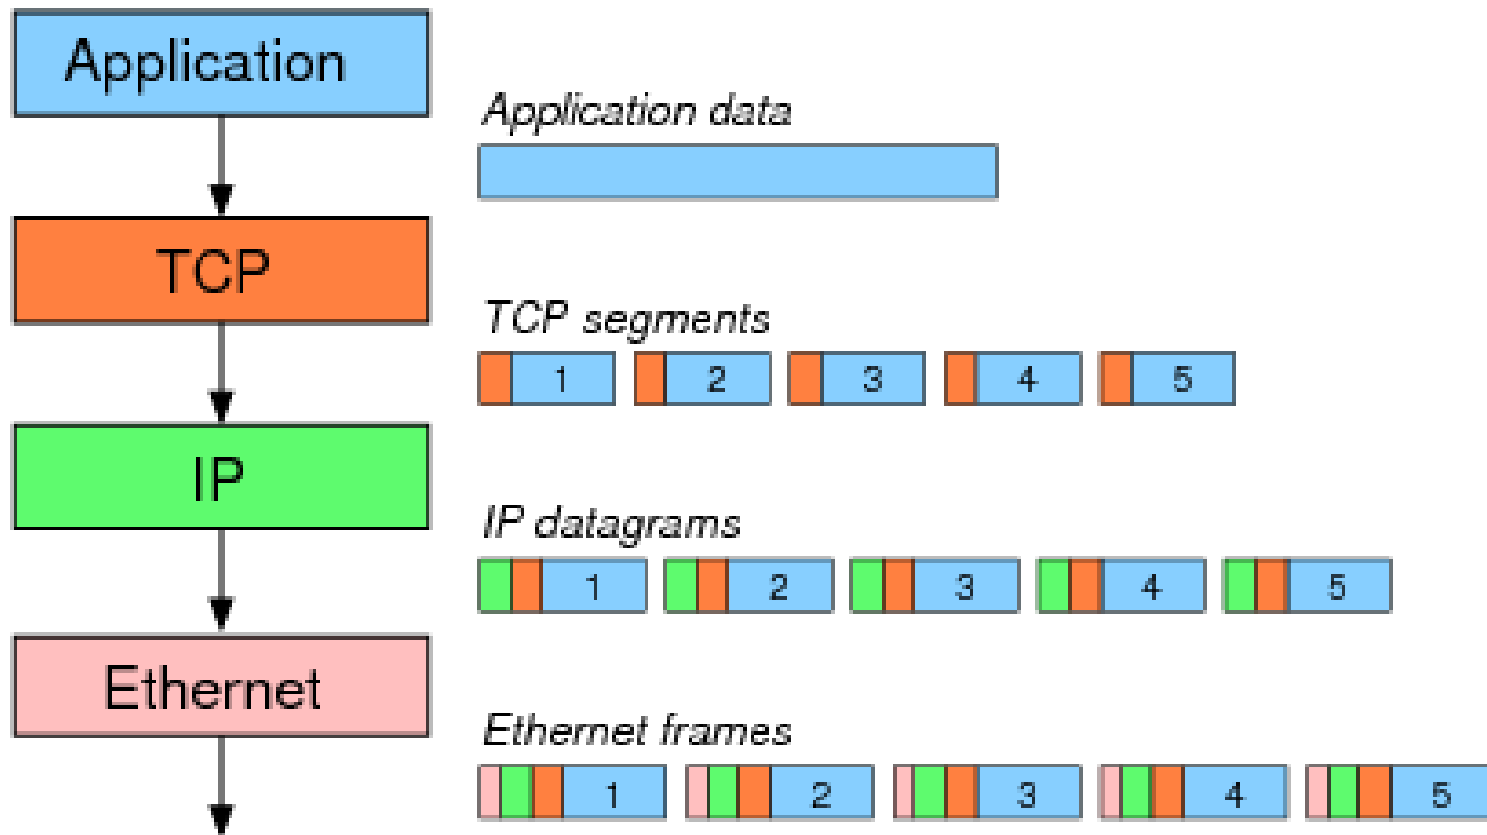 Application
Application data
TCP
TCP segments
1 2 3 4 5
IP
IP datagrams
1 2 3 4 5
Ethernet
Ethernet frames
1 2 3 4 5